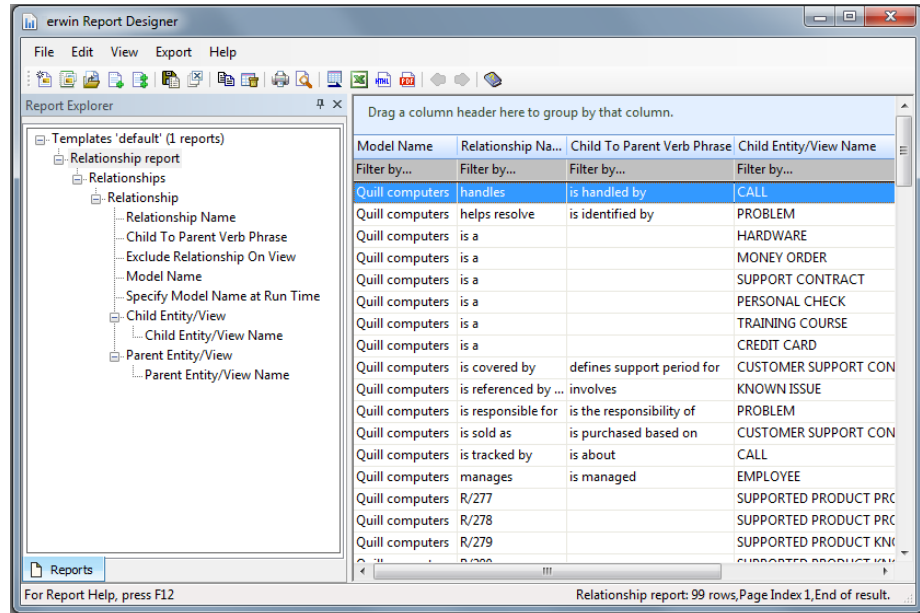 erwin Report Designer
File Edit View Export Help
Report Explorer
Templates 'default' (1 reports)
Relationship report
Relationships
Relationship
Relationship Name
Child To Parent Verb Phrase
Exclude Relationship On View
Model Name
Specify Model Name at Run Time
Child Entity/View
Child Entity/View Name
Parent Entity/View
Parent Entity/View Name
Reports
Drag a column header here to group by that column.
Model Name Relationship Na... Child To Parent Verb Phrase Child Entity/View Name
Filter by... Filter by... Filter by... Filter by...
Quill computers handles is handled by CALL
Quill computers helps resolve is identified by PROBLEM
Quill computers is a HARDWARE
Quill computers is a MONEY ORDER
Quill computers is a SUPPORT CONTRACT
Quill computers is a PERSONAL CHECK
Quill computers is a TRAINING COURSE
Quill computers is a CREDIT CARD
Quill computers is covered by defines support period for CUSTOMER SUPPORT CON
Quill computers is referenced by ... involves KNOWN ISSUE
Quill computers is responsible for is the responsibility of PROBLEM
Quill computers is sold as is purchased based on CUSTOMER SUPPORT CON
Quill computers is tracked by is about CALL
Quill computers manages is managed EMPLOYEE
Quill computers R/277 SUPPORTED PRODUCT PRO
Quill computers R/278 SUPPORTED PRODUCT PRO
Quill computers R/279 SUPPORTED PRODUCT KNO
For Report Help, press F12
Relationship report: 99 rows,Page Index 1,End of result.